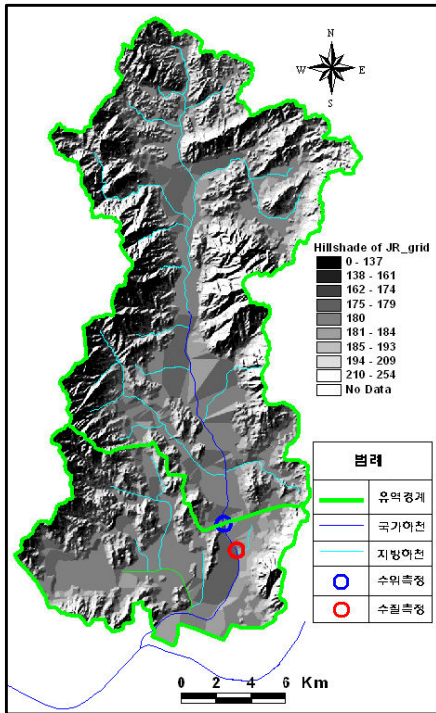 N
W E
S
Hillshade of JR_grid
0 - 137
138 - 161
162 - 174
175 - 179
180
181 - 184
185 - 193
194 - 209
210 - 254
No Data
범례
유역경계
국가하천
지방하천
수위측정
수질측정
0 2 4 6 Km